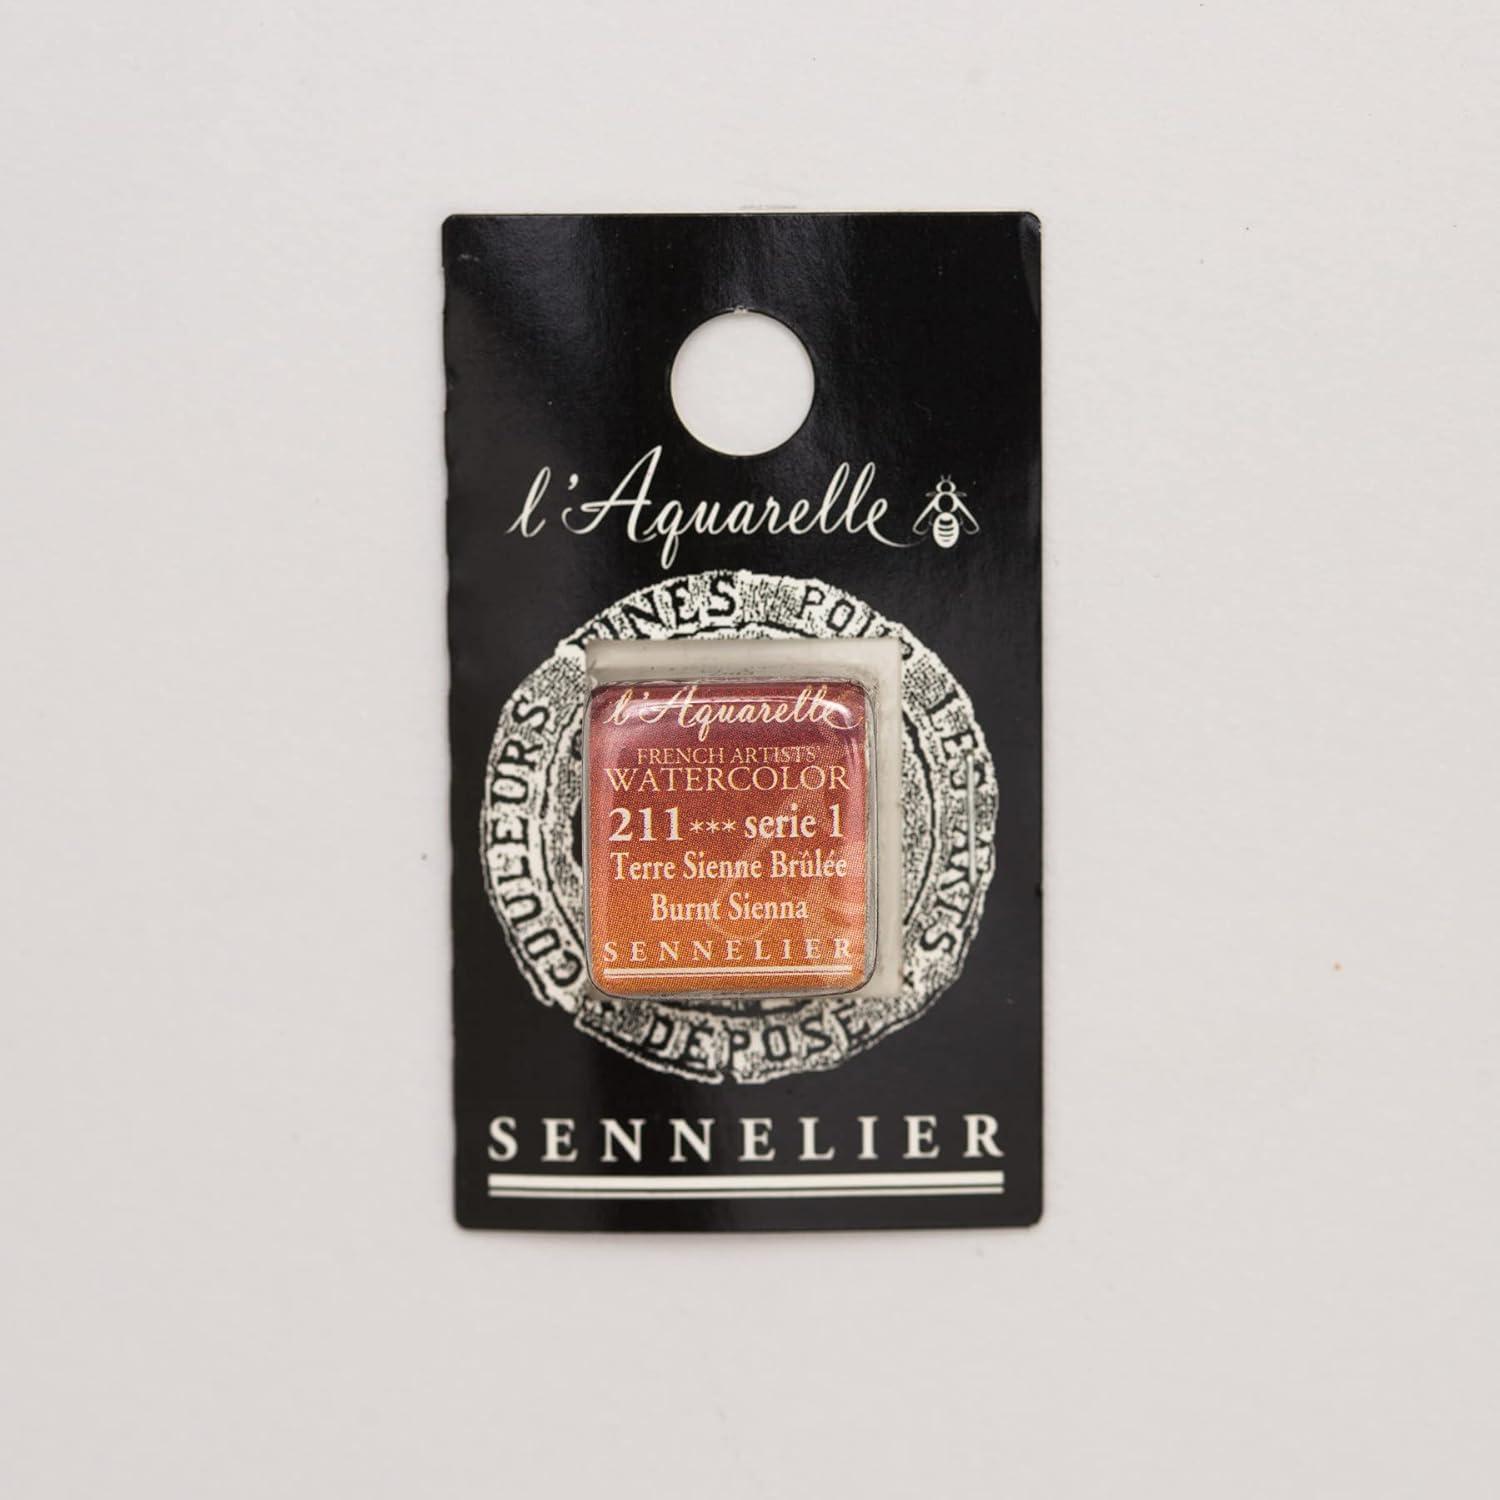 l'Aquarelle
COULEURS FINES POUR LES
DÉPOSÉ
l'Aquarelle
FRENCH ARTISTS'
WATERCOLOR
211*** serie 1
Terre Sienne Brûlée
Burnt Sienna
SENNELIER
SENNELIER